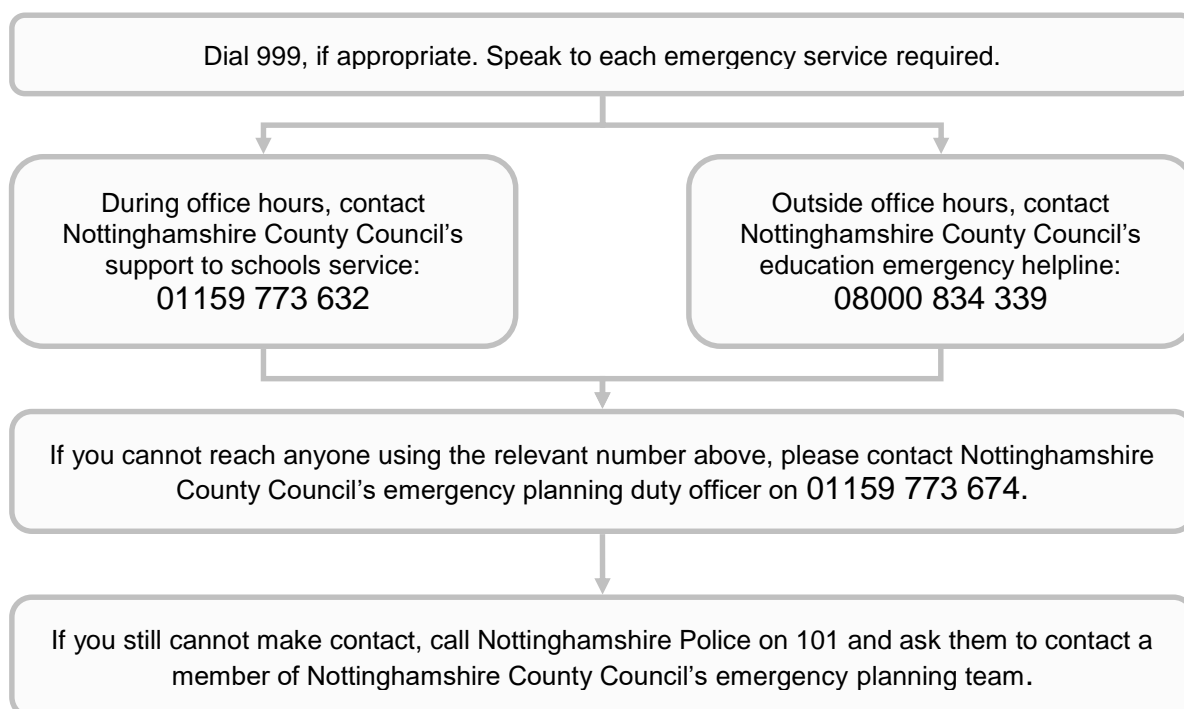 Dial 999, if appropriate. Speak to each emergency service required.
During office hours, contact
Nottinghamshire County Council’s
support to schools service:
01159 773 632
Outside office hours, contact
Nottinghamshire County Council’s
education emergency helpline:
08000 834 339
If you cannot reach anyone using the relevant number above, please contact Nottinghamshire
County Council’s emergency planning duty officer on 01159 773 674.
If you still cannot make contact, call Nottinghamshire Police on 101 and ask them to contact a
member of Nottinghamshire County Council’s emergency planning team.